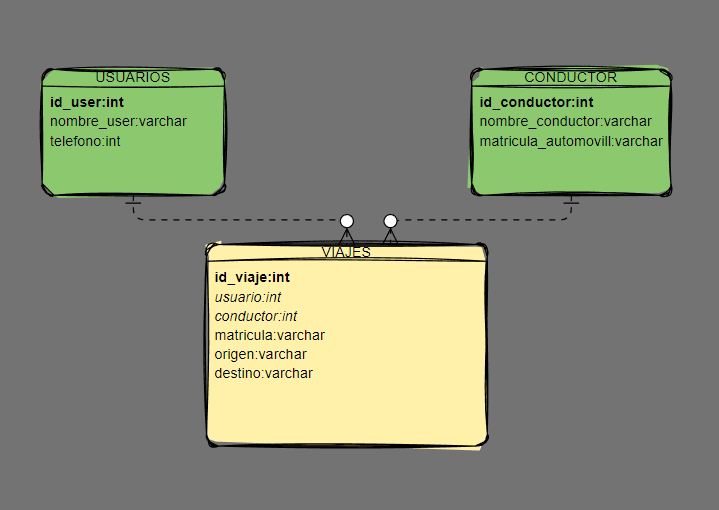 USUARIOS
id_user:int
nombre_user:varchar
telefono:int
CONDUCTOR
id_conductor:int
nombre_conductor:varchar
matricula_automovill:varchar
VIAJES
id_viaje:int
usuario:int
conductor:int
matricula:varchar
origen:varchar
destino:varchar